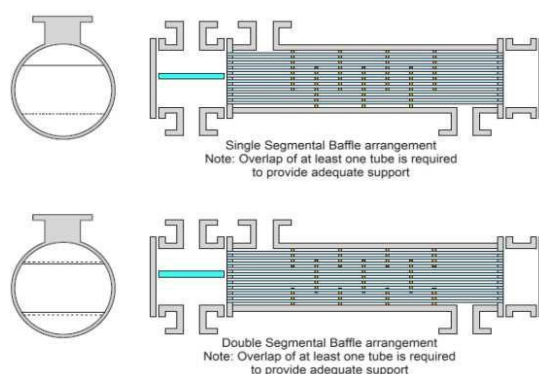 Single Segmental Baffle arrangement
Note: Overlap of at least one tube is required
to provide adequate support
Double Segmental Baffle arrangement
Note: Overlap of at least one tube is required
to provide adequate support